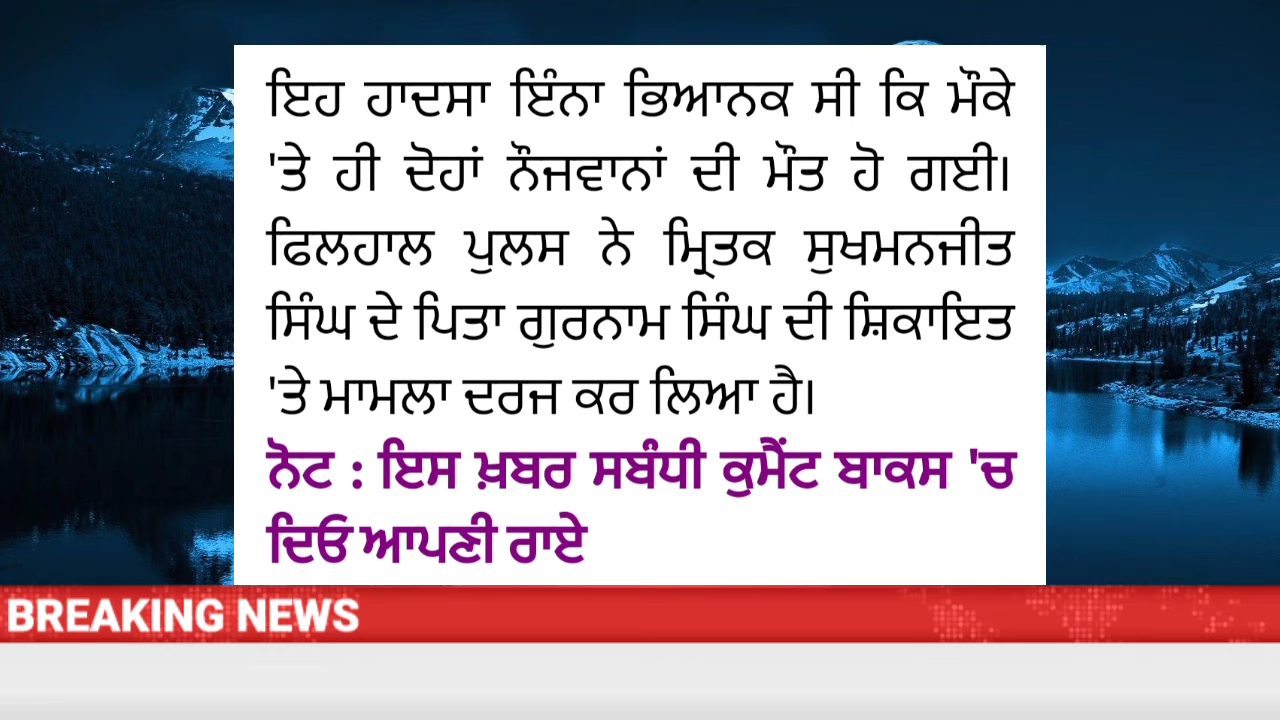 ਇਹ ਹਾਦਸਾ ਇੰਨਾ ਭਿਆਨਕ ਸੀ ਕਿ ਮੌਕੇ
'ਤੇ ਹੀ ਦੋਹਾਂ ਨੌਜਵਾਨਾਂ ਦੀ ਮੌਤ ਹੋ ਗਈ।
ਫਿਲਹਾਲ ਪੁਲਸ ਨੇ ਮ੍ਰਿਤਕ ਸੁਖਮਨਜੀਤ
ਸਿੰਘ ਦੇ ਪਿਤਾ ਗੁਰਨਾਮ ਸਿੰਘ ਦੀ ਸ਼ਿਕਾਇਤ
'ਤੇ ਮਾਮਲਾ ਦਰਜ ਕਰ ਲਿਆ ਹੈ।
ਨੋਟ : ਇਸ ਖ਼ਬਰ ਸਬੰਧੀ ਕੁਮੈਂਟ ਬਾਕਸ 'ਚ
ਦਿਓ ਆਪਣੀ ਰਾਏ
BREAKING NEWS